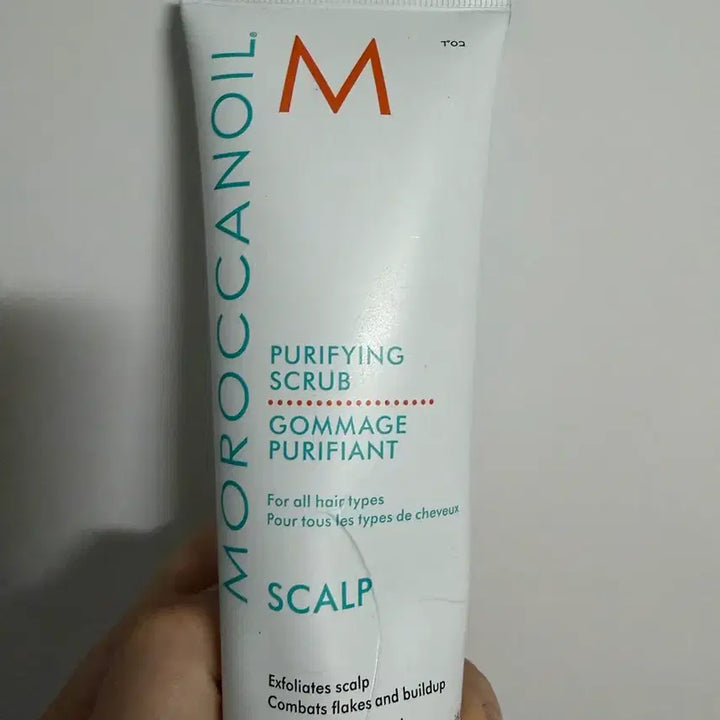 MOROCCANOIL®
M
בס"ד
PURIFYING
SCRUB
GOMMAGE
PURIFIANT
For all hair types
Pour tous les types de cheveux
SCALP
Exfoliates scalp
Combats flakes and buildup